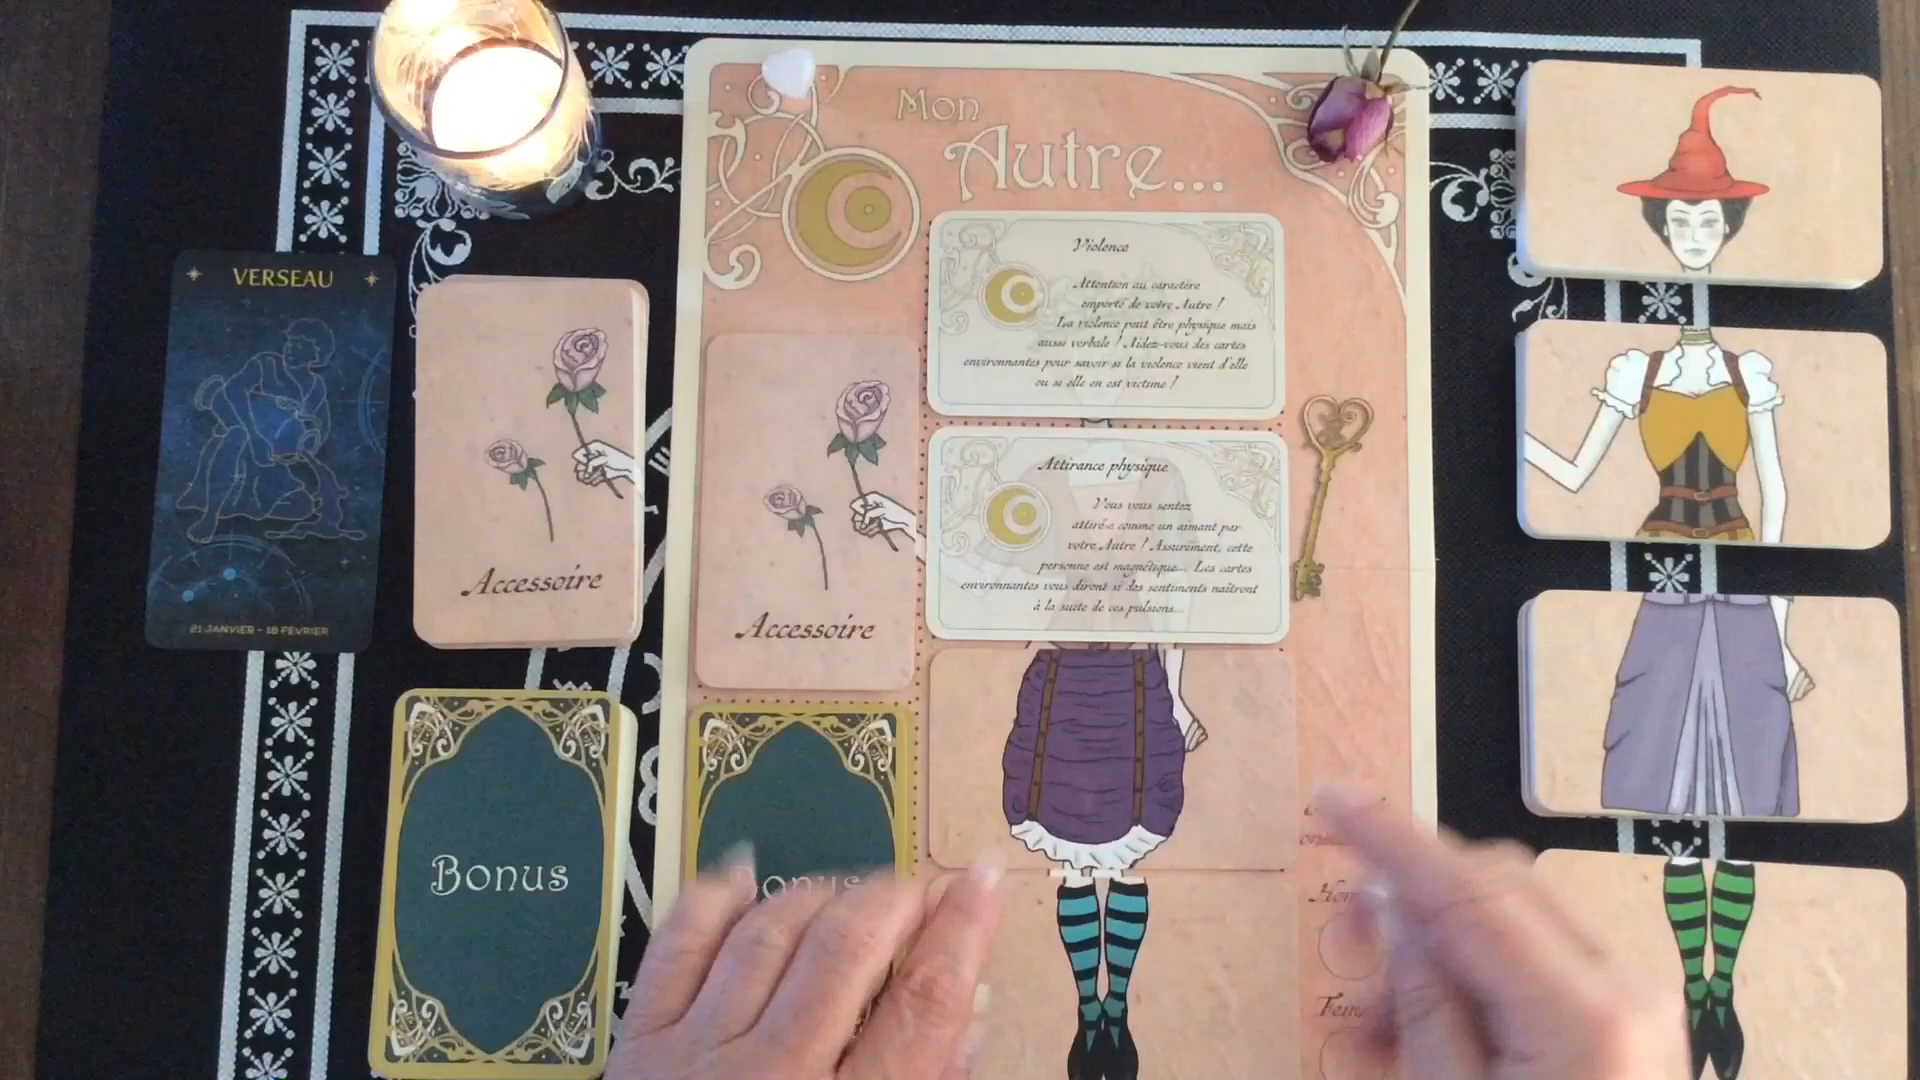 Mon
Autre...
VERSEAU
21 JANVIER - 18 FÉVRIER
Accessoire
Accessoire
Bonus
Bonus
Violence
Attention au caractère
emporté de votre Autre !
La violence peut être physique mais
aussi verbale ! Aidez-vous des cartes
environnantes pour savoir si la violence vient d'elle
ou si elle en est victime !
Attirance physique
Vous vous sentez
attiré·e comme un aimant par
votre Autre ! Assurément, cette
personne est magnétique... Les cartes
environnantes vous diront si des sentiments naîtront
à la suite de ces pulsions...